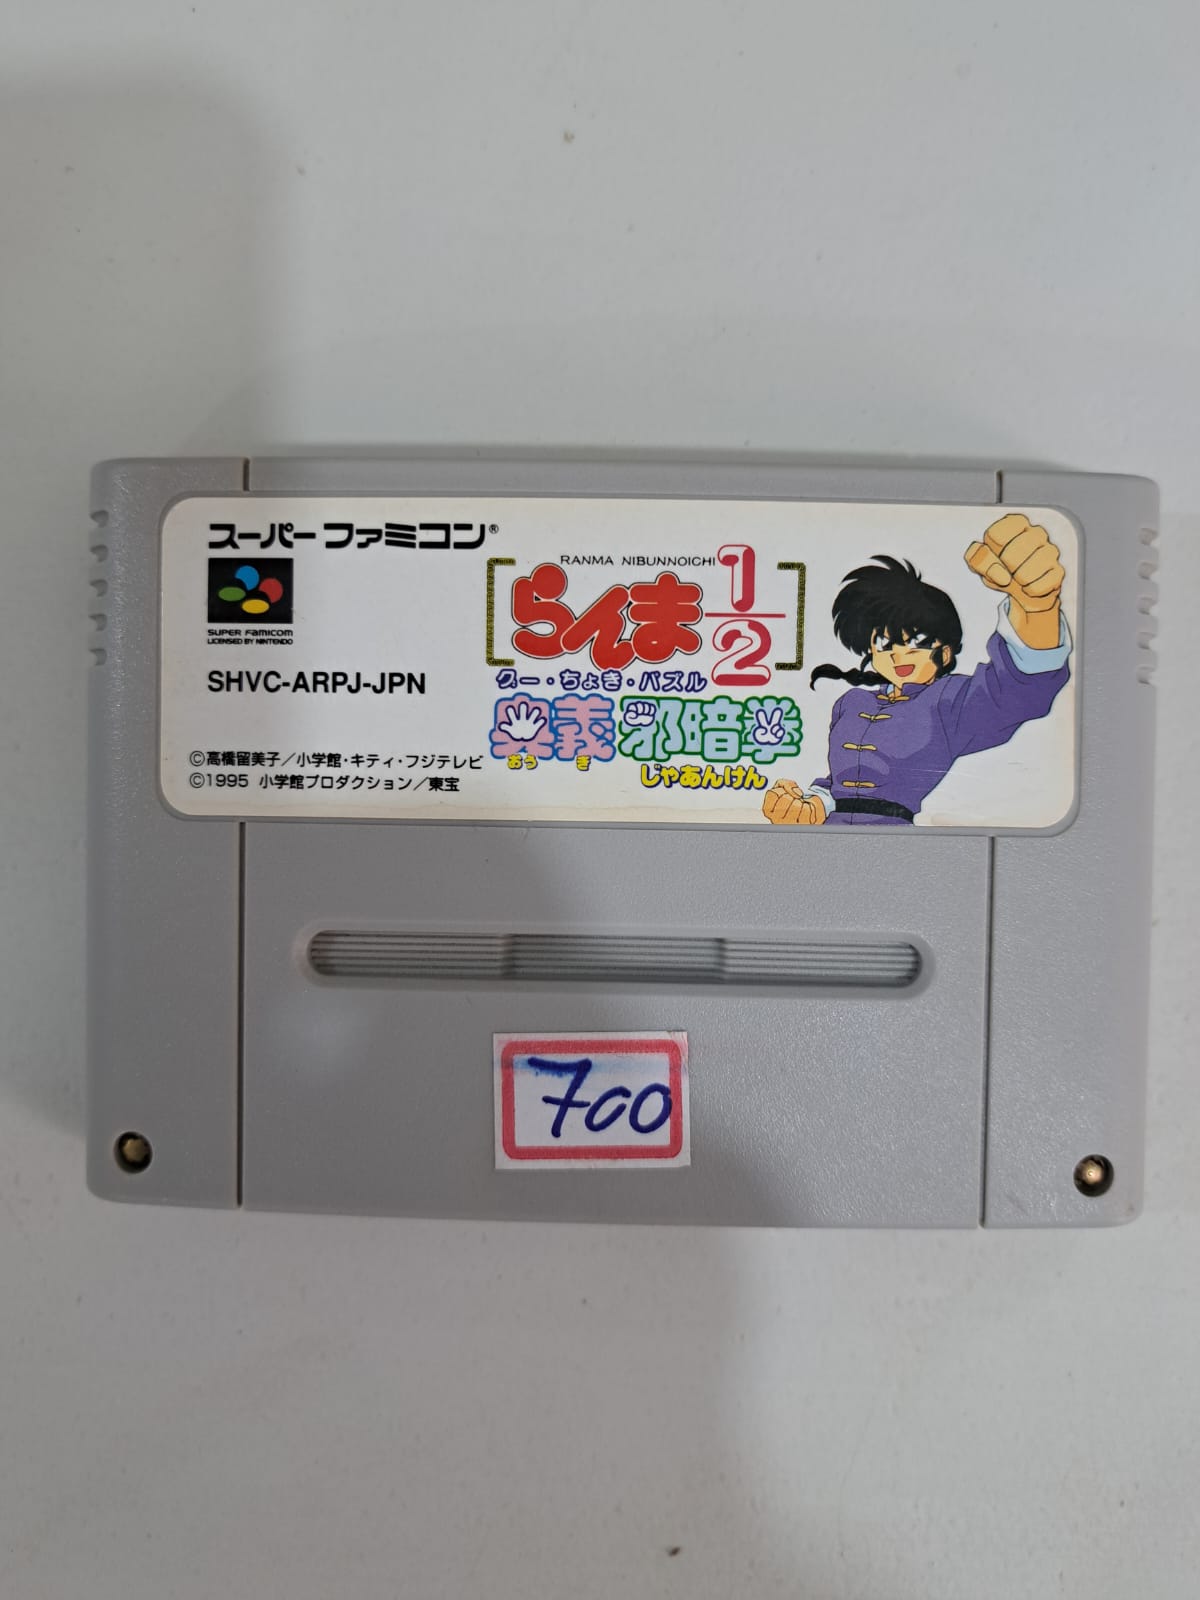 スーパーファミコン®
SUPER FAMICOM
LICENSED BY NINTENDO
SHVC-ARPJ-JPN
RANMA NIBUNNOICHI
らんま1/2
グー・ちょき・パズル
奥義邪暗拳
おうぎ
じゃあんけん
©高橋留美子／小学館・キティ・フジテレビ
©1995 小学館プロダクション／東宝
700